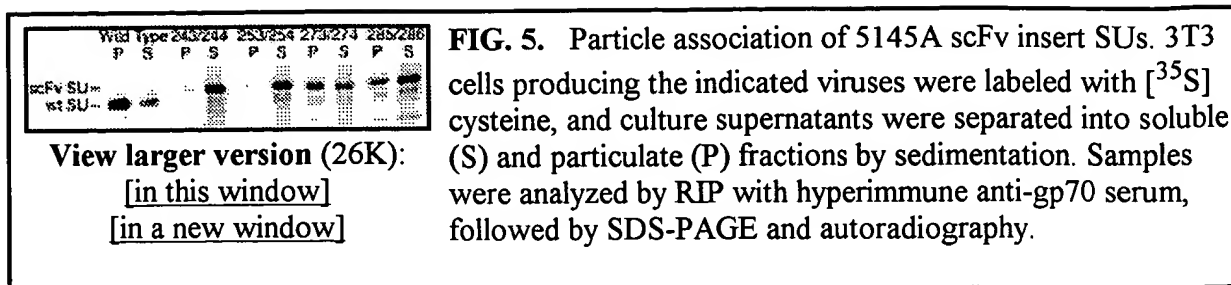 Wild Type 243/244 253/254 273/274 285/286
P S P S P S P S P S
scFv SU
wt SU
View larger version (26K):
[in this window]
[in a new window]
FIG. 5. Particle association of 5145A scFv insert SUs. 3T3
cells producing the indicated viruses were labeled with [³⁵S]
cysteine, and culture supernatants were separated into soluble
(S) and particulate (P) fractions by sedimentation. Samples
were analyzed by RIP with hyperimmune anti-gp70 serum,
followed by SDS-PAGE and autoradiography.